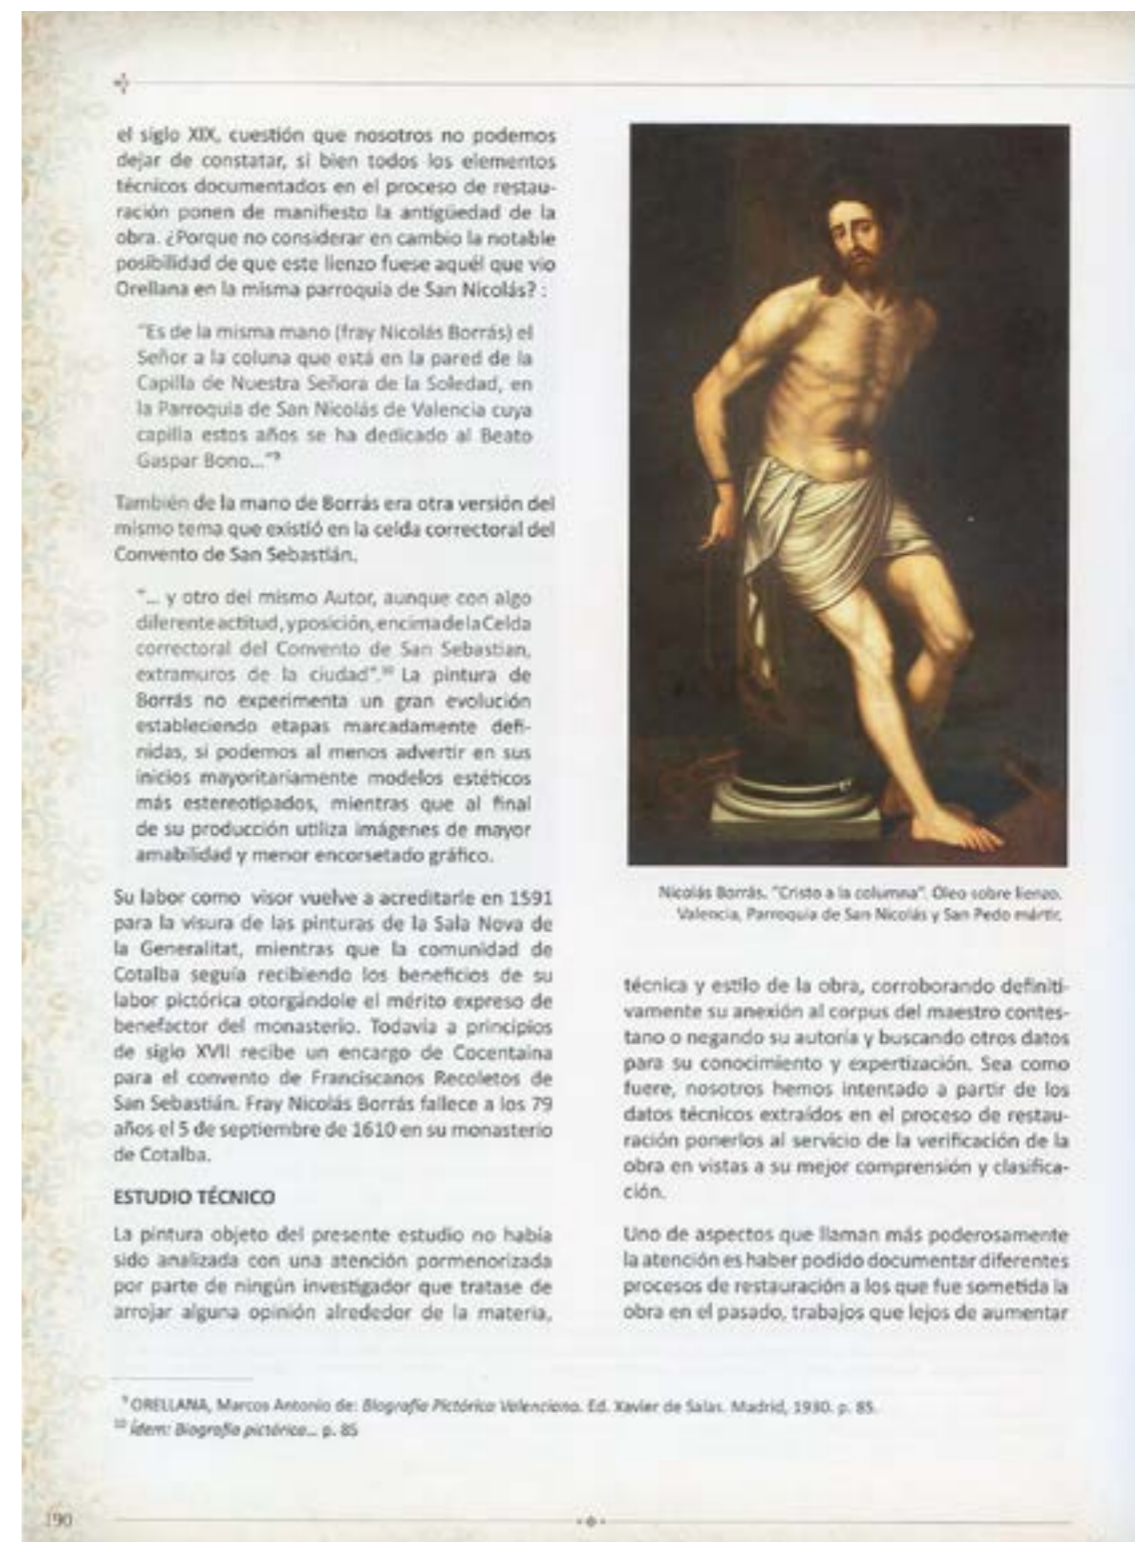 el siglo XIX, cuestión que nosotros no podemos
dejar de constatar, si bien todos los elementos
técnicos documentados en el proceso de restau-
ración ponen de manifiesto la antigüedad de la
obra. ¿Porque no considerar en cambio la notable
posibilidad de que este lienzo fuese aquél que vio
Orellana en la misma parroquia de San Nicolás? :
"Es de la misma mano (fray Nicolás Borrás) el
Señor a la coluna que está en la pared de la
Capilla de Nuestra Señora de la Soledad, en
la Parroquia de San Nicolás de Valencia cuya
capilla estos años se ha dedicado al Beato
Gaspar Bono..."⁹
También de la mano de Borrás era otra versión del
mismo tema que existió en la celda correctoral del
Convento de San Sebastián.
"... y otro del mismo Autor, aunque con algo
diferente actitud, y posición, encima de la Celda
correctoral del Convento de San Sebastian,
extramuros de la ciudad".¹⁰ La pintura de
Borrás no experimenta un gran evolución
estableciendo etapas marcadamente defi-
nidas, si podemos al menos advertir en sus
inicios mayoritariamente modelos estéticos
más estereotipados, mientras que al final
de su producción utiliza imágenes de mayor
amabilidad y menor encorsetado gráfico.
Su labor como visor vuelve a acreditarle en 1591
para la visura de las pinturas de la Sala Nova de
la Generalitat, mientras que la comunidad de
Cotalba seguía recibiendo los beneficios de su
labor pictórica otorgándole el mérito expreso de
benefactor del monasterio. Todavía a principios
de siglo XVII recibe un encargo de Cocentaina
para el convento de Franciscanos Recoletos de
San Sebastián. Fray Nicolás Borrás fallece a los 79
años el 5 de septiembre de 1610 en su monasterio
de Cotalba.
ESTUDIO TÉCNICO
La pintura objeto del presente estudio no había
sido analizada con una atención pormenorizada
por parte de ningún investigador que tratase de
arrojar alguna opinión alrededor de la materia,
Nicolás Borrás. "Cristo a la columna". Óleo sobre lienzo.
Valencia, Parroquia de San Nicolás y San Pedo mártir.
técnica y estilo de la obra, corroborando definiti-
vamente su anexión al corpus del maestro contes-
tano o negando su autoría y buscando otros datos
para su conocimiento y expertización. Sea como
fuere, nosotros hemos intentado a partir de los
datos técnicos extraídos en el proceso de restau-
ración ponerlos al servicio de la verificación de la
obra en vistas a su mejor comprensión y clasifica-
ción.
Uno de aspectos que llaman más poderosamente
la atención es haber podido documentar diferentes
procesos de restauración a los que fue sometida la
obra en el pasado, trabajos que lejos de aumentar
⁹ ORELLANA, Marcos Antonio de: Biografía Pictórica Valenciana. Ed. Xavier de Salas. Madrid, 1930. p. 85.
¹⁰ Ídem: Biografía pictórica... p. 85
190